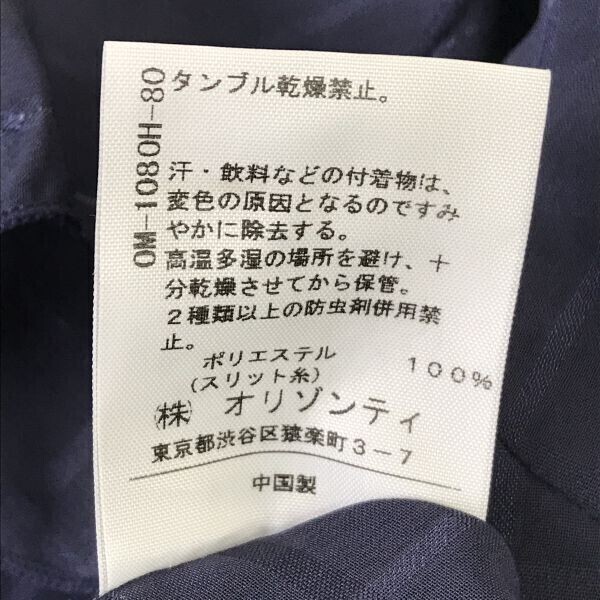 OM-1080H-80
タンブル乾燥禁止。
汗・飲料などの付着物は、
変色の原因となるのですみ
やかに除去する。
高温多湿の場所を避け、十
分乾燥させてから保管。
２種類以上の防虫剤併用禁
止。
ポリエステル １００%
(スリット糸)
㈱ オリゾンティ
東京都渋谷区猿楽町３−７
中国製